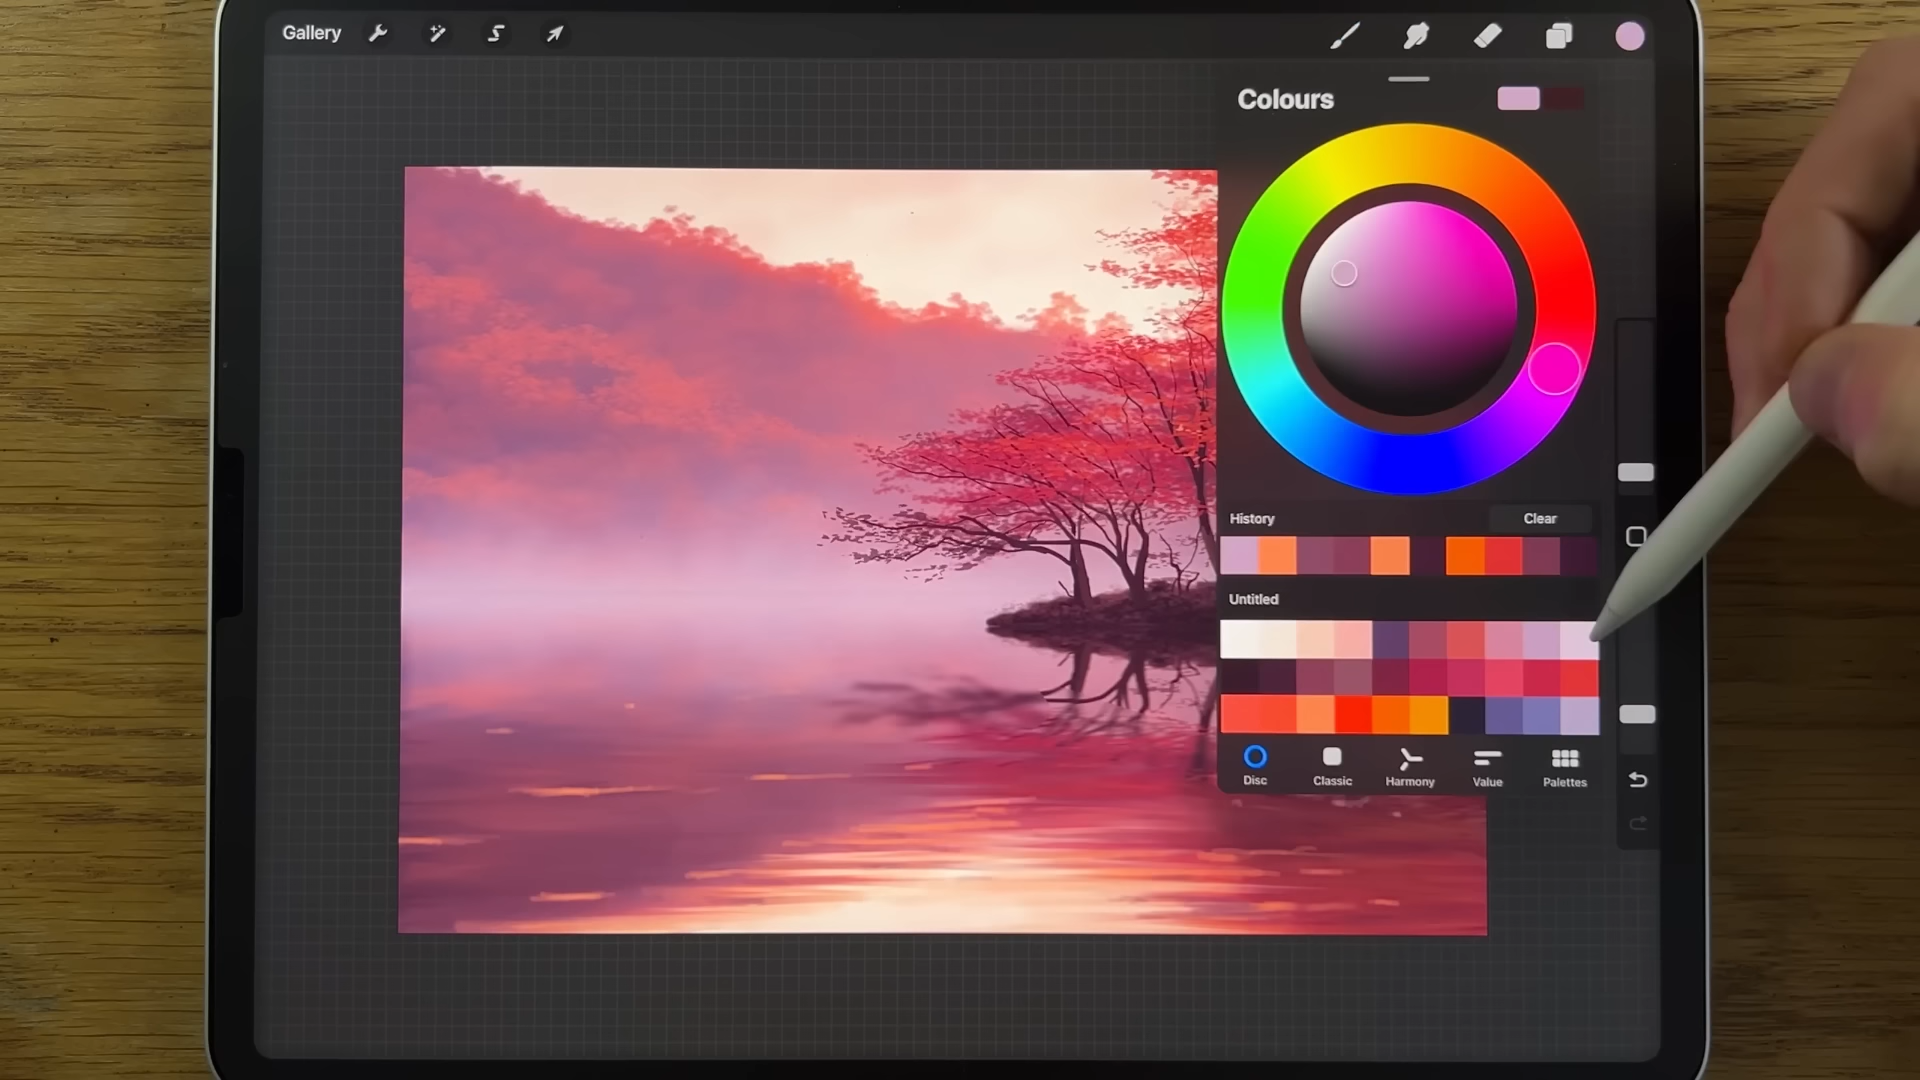 Gallery
Colours
History
Clear
Untitled
Disc
Classic
Harmony
Value
Palettes